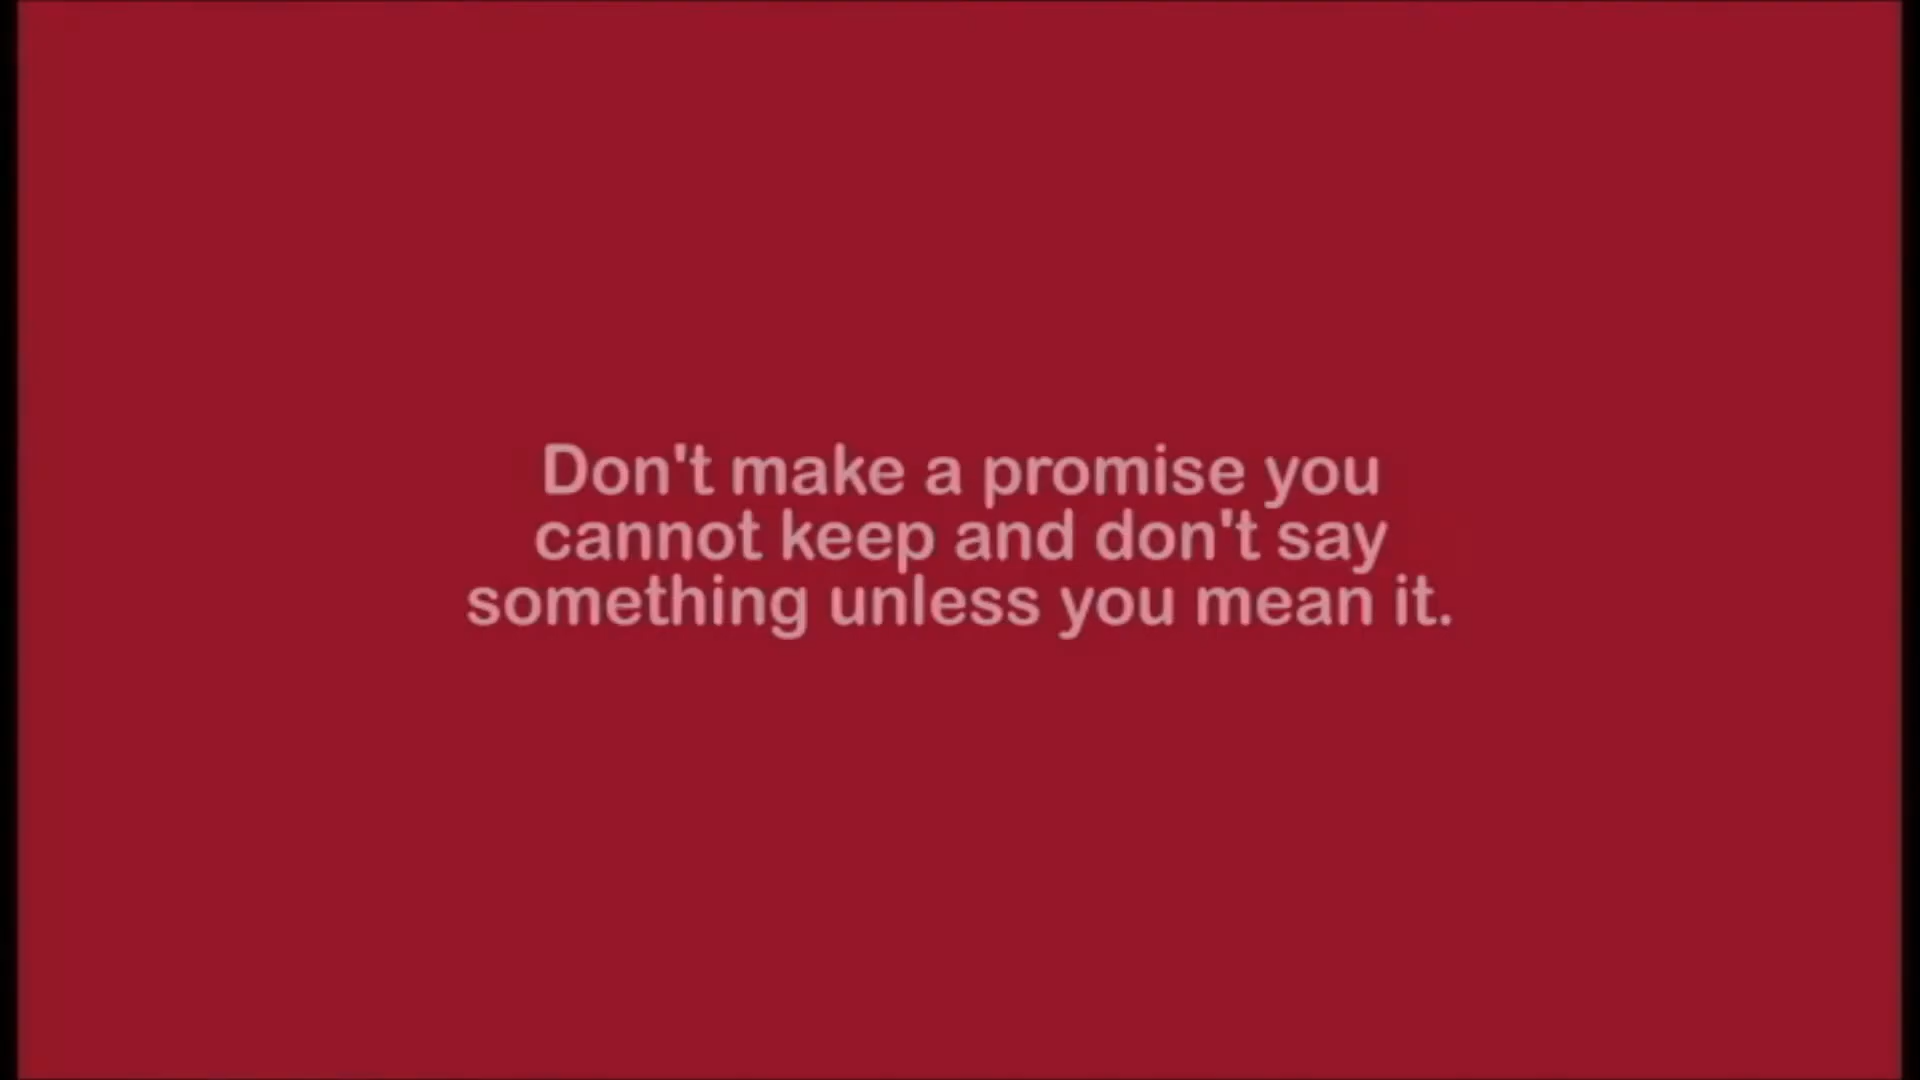 Don't make a promise you
cannot keep and don't say
something unless you mean it.